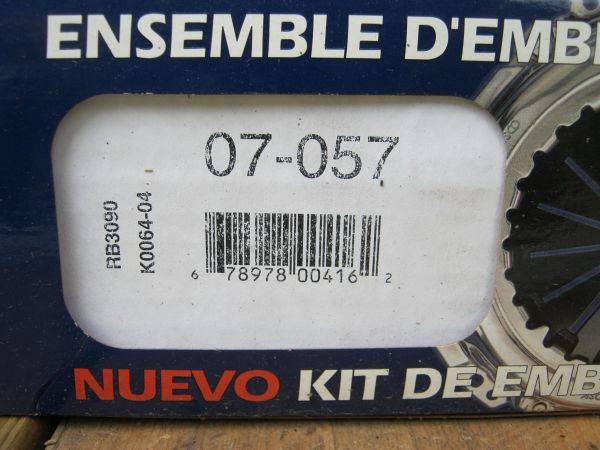 ENSEMBLE D'EMB
07-057
RB3090
K0064-04
6 78978 00416 2
NUEVO KIT DE EMB